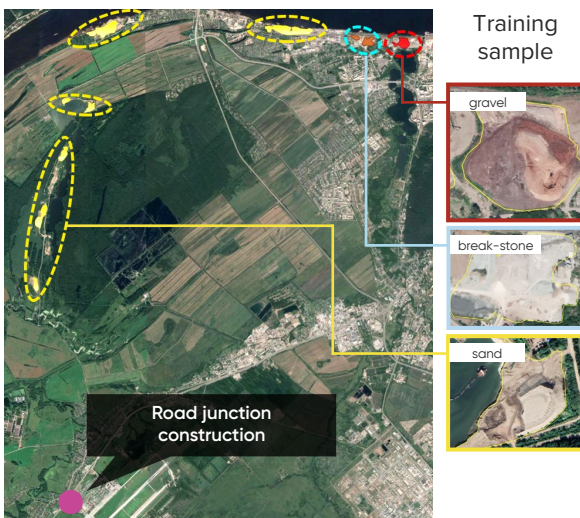 Training
sample
gravel
break-stone
sand
Road junction
construction